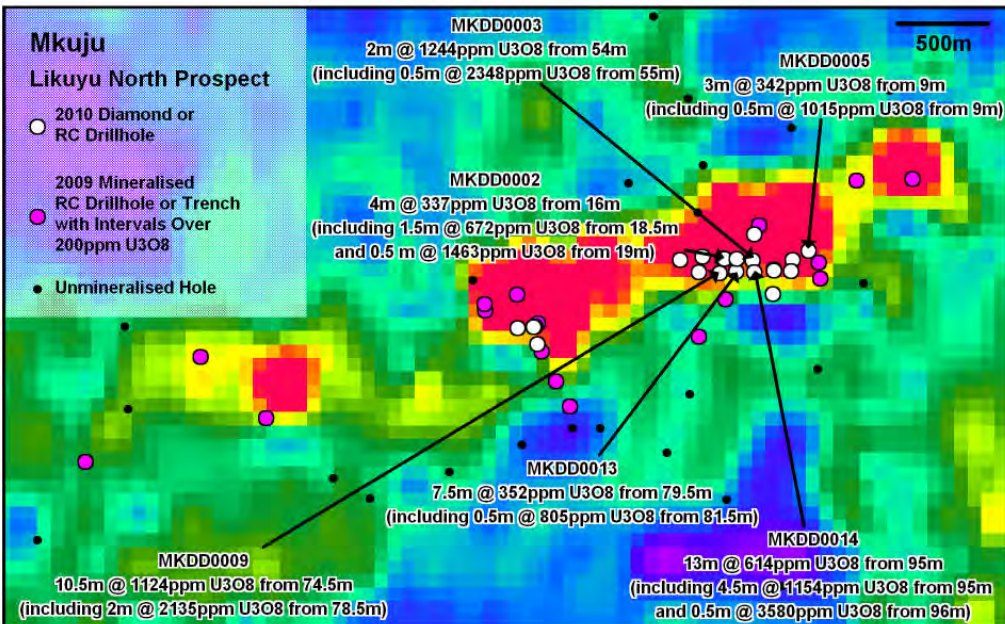 Mkuju
Likuyu North Prospect
2010 Diamond or
RC Drillhole
2009 Mineralised
RC Drillhole or Trench
with Intervals Over
200ppm U3O8
Unmineralised Hole
MKDD0003
2m @ 1244ppm U3O8 from 54m
(including 0.5m @ 2348ppm U3O8 from 55m)
500m
MKDD0005
3m @ 342ppm U3O8 from 9m
(including 0.5m @ 1015ppm U3O8 from 9m)
MKDD0002
4m @ 337ppm U3O8 from 16m
(including 1.5m @ 672ppm U3O8 from 18.5m
and 0.5 m @ 1463ppm U3O8 from 19m)
MKDD0013
7.5m @ 352ppm U3O8 from 79.5m
(including 0.5m @ 805ppm U3O8 from 81.5m)
MKDD0009
10.5m @ 1124ppm U3O8 from 74.5m
(including 2m @ 2135ppm U3O8 from 78.5m)
MKDD0014
13m @ 614ppm U3O8 from 95m
(including 4.5m @ 1154ppm U3O8 from 95m
and 0.5m @ 3580ppm U3O8 from 96m)